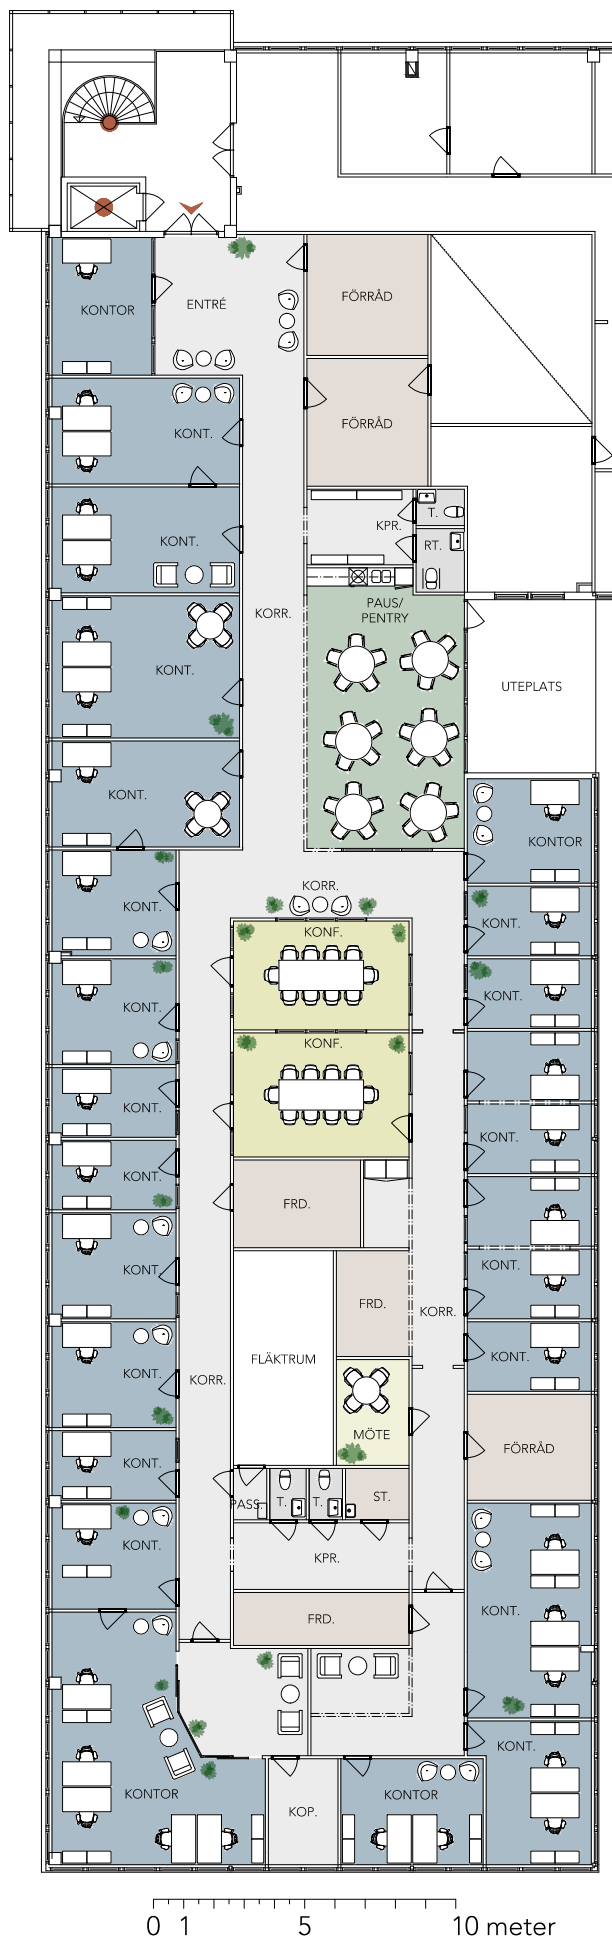 KONTOR
ENTRÉ
FÖRRÅD
KONT.
FÖRRÅD
KPR.
T.
KONT.
RT.
KORR.
PAUS/
PENTRY
KONT.
UTEPLATS
KONT.
KONTOR
KORR.
KONT.
KONF.
KONT.
KONT.
KONT.
KONF.
KONT.
KONT.
KONT.
FRD.
KONT.
KONT.
FRD.
KORR.
FLÄKTRUM
KONT.
KONT.
KORR.
MÖTE
FÖRRÅD
KONT.
PASS.
T.
T.
ST.
KONT.
KPR.
KONT.
FRD.
KONT.
KONTOR
KONTOR
KOP.
0 1 5 10 meter